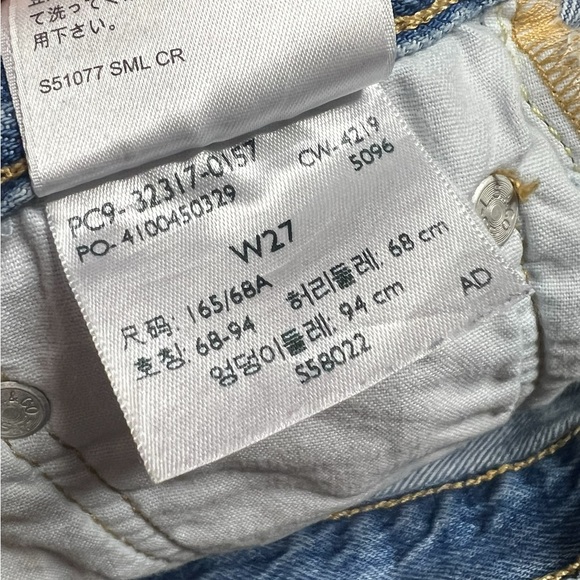 て洗ってく
用下さい。
S51077 SML CR
PC9-32317-0157 CW-4219
PO-4100450329 5096
W27
尺码: 165/68A
호칭: 68-94 허리둘레: 68 cm
엉덩이둘레: 94 cm AD
S58022